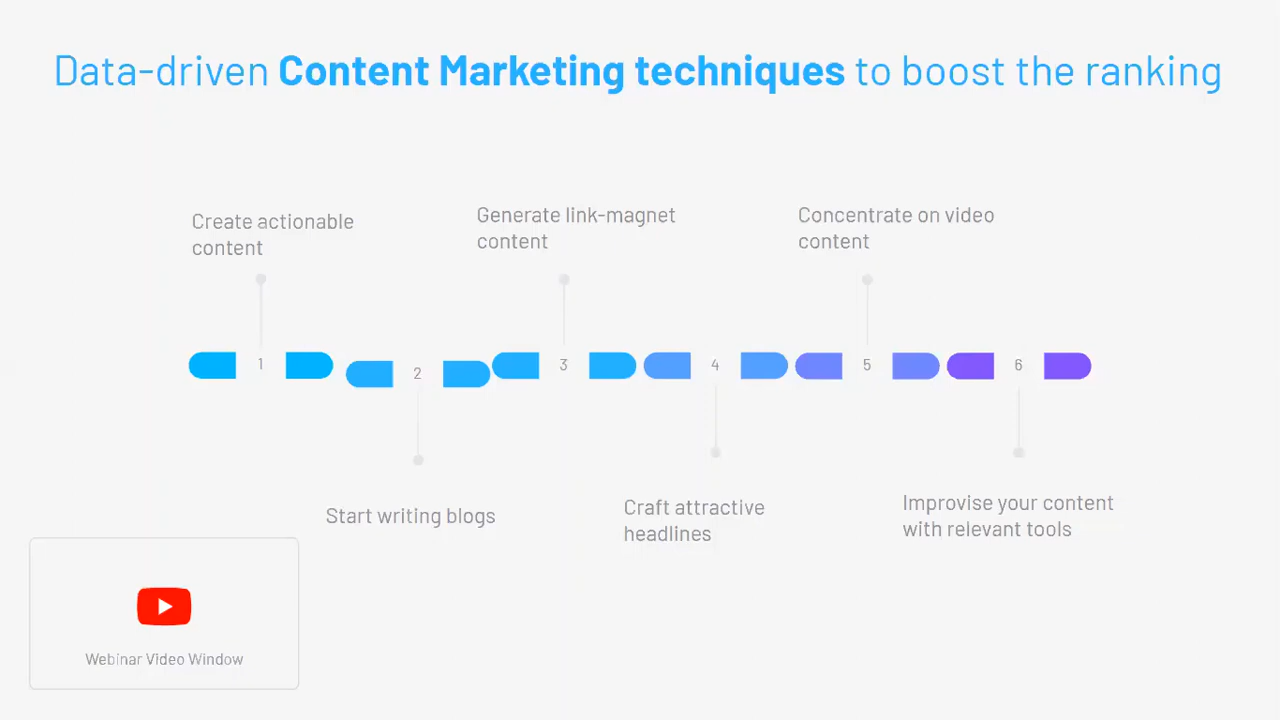 Data-driven Content Marketing techniques to boost the ranking
Create actionable
content
Generate link-magnet
content
Concentrate on video
content
1
2
3
4
5
6
Start writing blogs
Craft attractive
headlines
Improvise your content
with relevant tools
Webinar Video Window